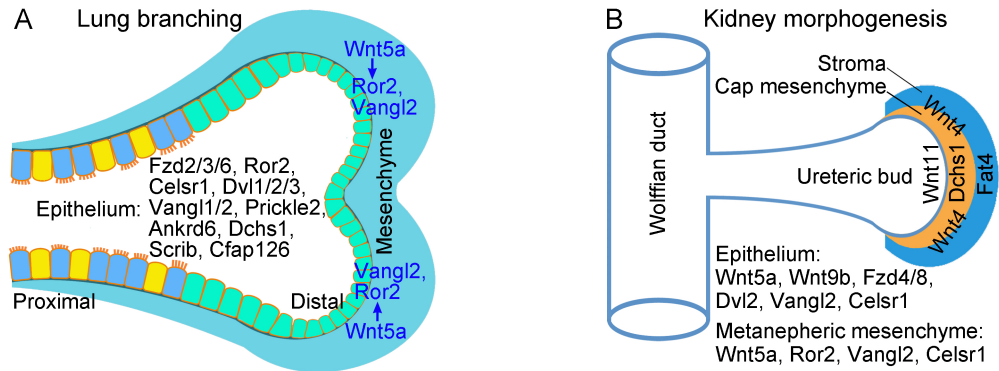 A Lung branching
Wnt5a
Ror2,
Vangl2
Mesenchyme
Fzd2/3/6, Ror2,
Celsr1, Dvl1/2/3,
Epithelium: Vangl1/2, Prickle2,
Ankrd6, Dchs1,
Scrib, Cfap126
Vangl2,
Ror2
Wnt5a
Proximal
Distal
B Kidney morphogenesis
Stroma
Cap mesenchyme
Wolffian duct
Ureteric bud
Wnt11
Wnt4
Dchs1
Wnt4
Fat4
Epithelium:
Wnt5a, Wnt9b, Fzd4/8,
Dvl2, Vangl2, Celsr1
Metanepheric mesenchyme:
Wnt5a, Ror2, Vangl2, Celsr1